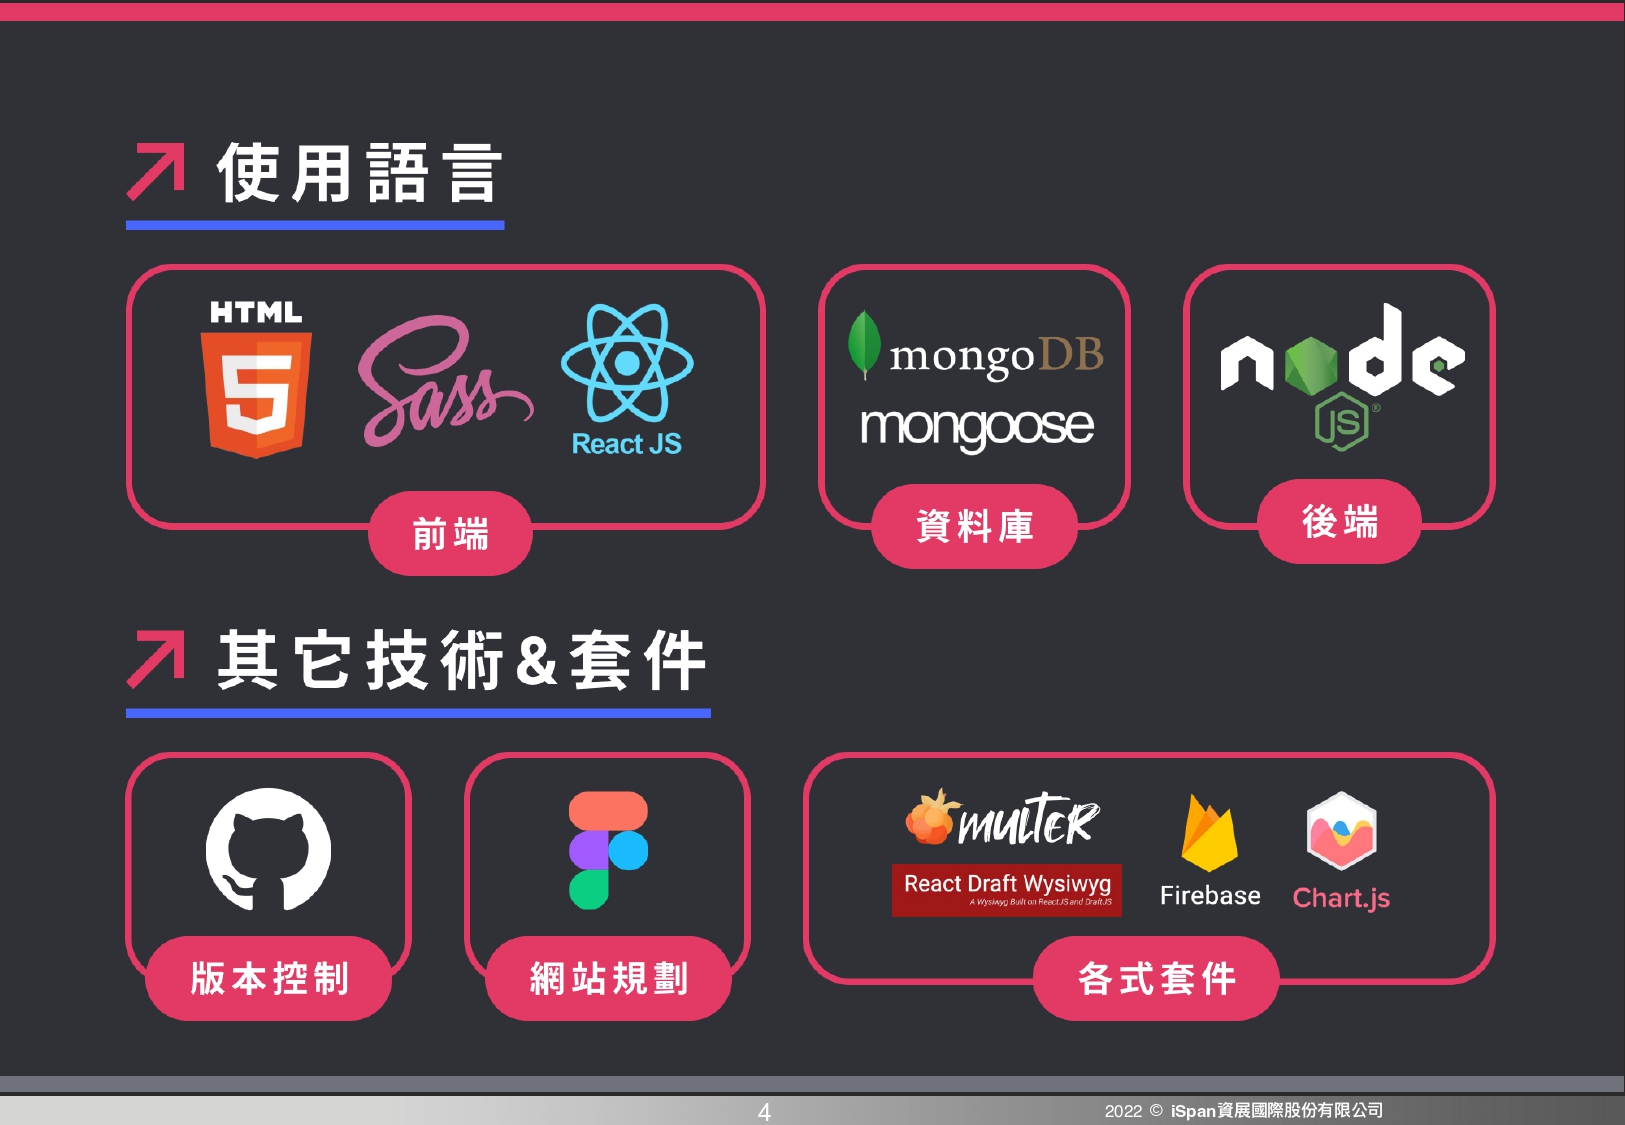 使用語言
HTML
5
Sass
React JS
前端
mongoDB
mongoose
資料庫
node
JS®
後端
其它技術&套件
版本控制
網站規劃
MULTER
React Draft Wysiwyg
A Wysiwyg Built on ReactJS and DraftJS
Firebase
Chart.js
各式套件
4
2022 © iSpan資展國際股份有限公司